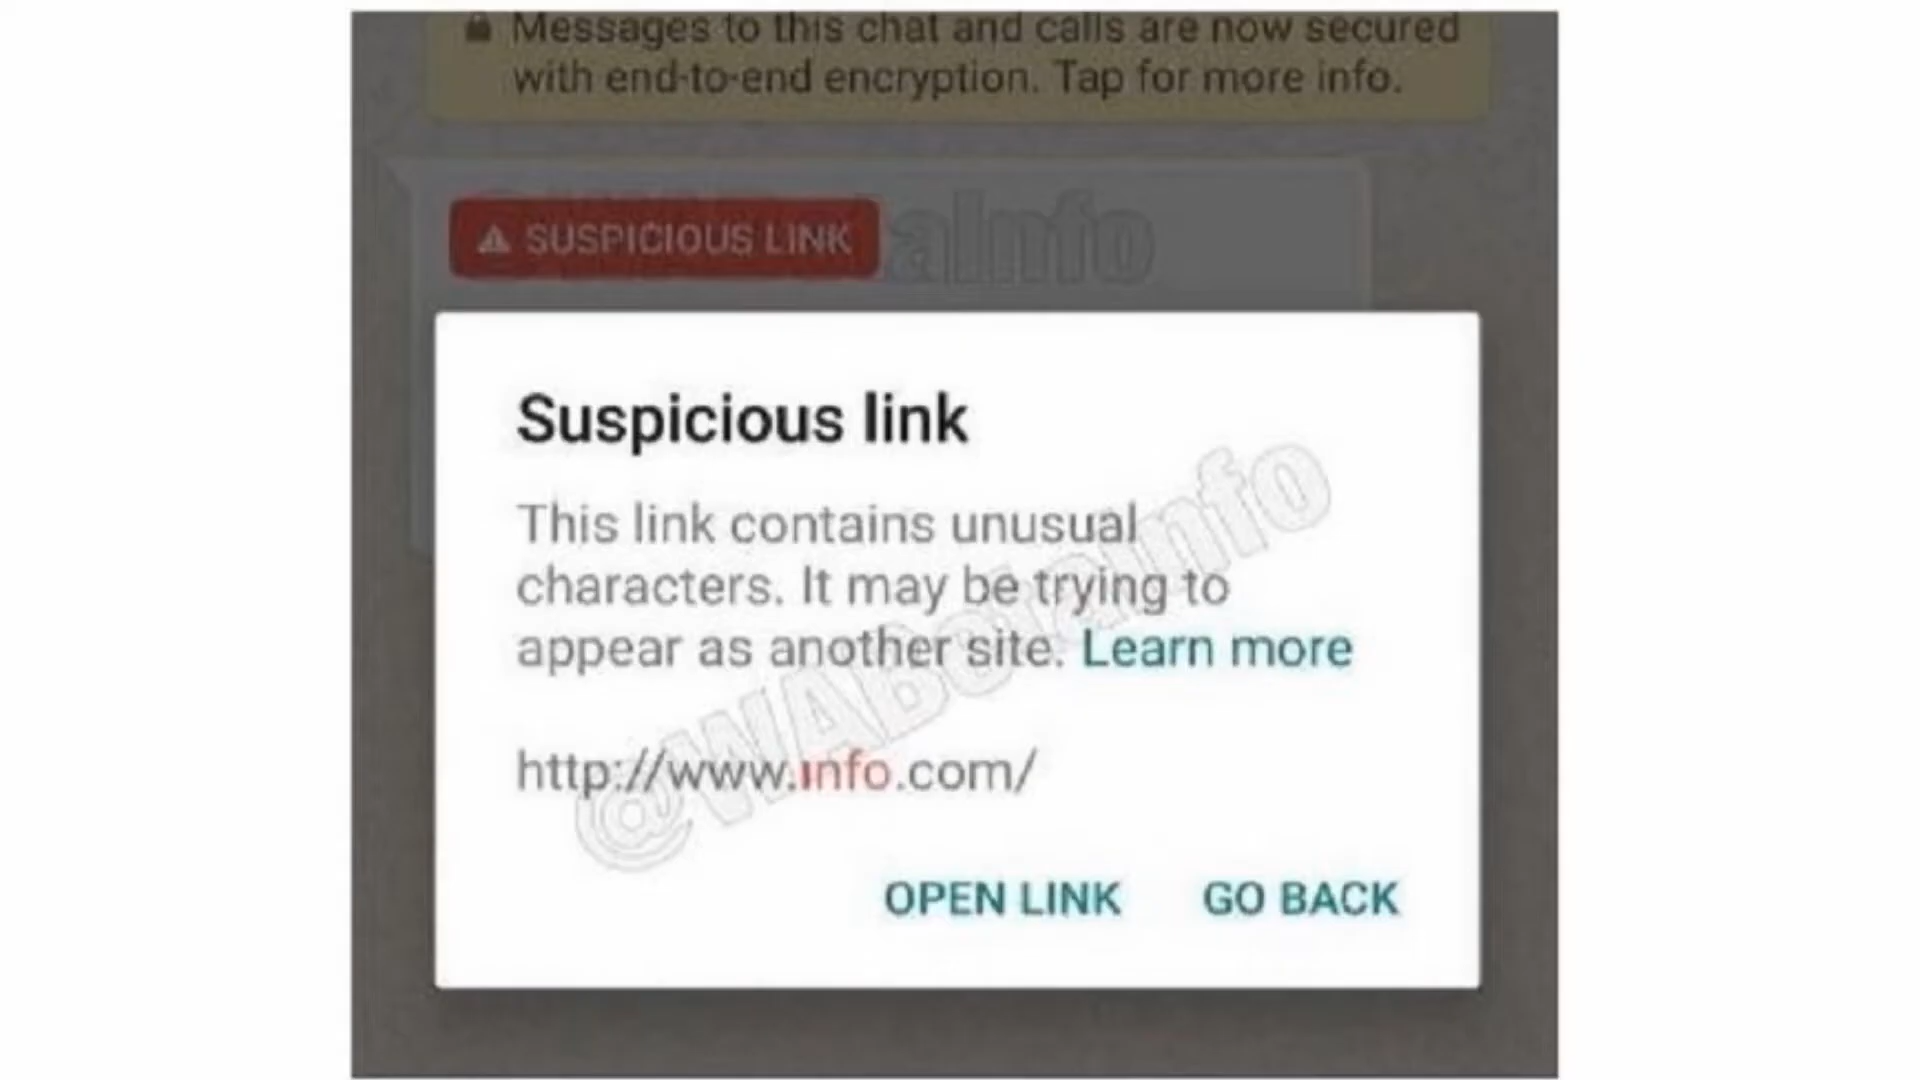 Messages to this chat and calls are now secured
with end-to-end encryption. Tap for more info.
⚠ SUSPICIOUS LINK
aInfo
Suspicious link
This link contains unusual
characters. It may be trying to
appear as another site. Learn more
@WABetaInfo
http://www.ınfo.com/
OPEN LINK GO BACK